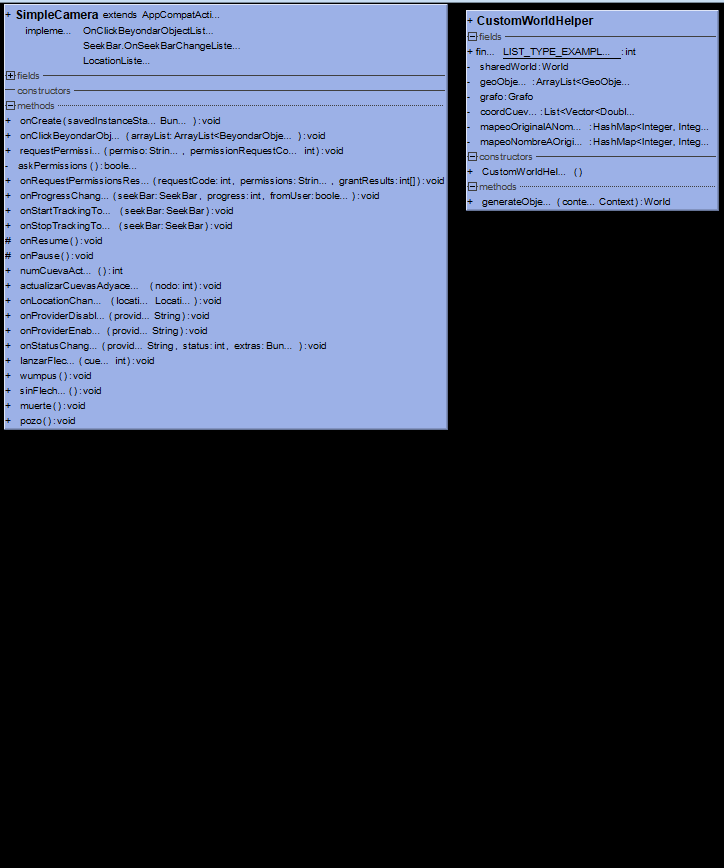 + SimpleCamera extends AppCompatActi...
impleme... OnClickBeyondarObjectList...
SeekBar.OnSeekBarChangeListe...
LocationListe...
fields
constructors
methods
+ onCreate ( savedInstanceSta... Bun... ) : void
+ onClickBeyondarObj... ( arrayList: ArrayList<BeyondarObje... ) : void
+ requestPermissi... ( permiso: Strin... , permissionRequestCo... int) : void
- askPermissions ( ) : boole...
+ onRequestPermissionsRes... ( requestCode: int, permissions: Strin... , grantResults: int[] ) : void
+ onProgressChang... ( seekBar: SeekBar, progress: int, fromUser: boole... ) : void
+ onStartTrackingTo... ( seekBar: SeekBar) : void
+ onStopTrackingTo... ( seekBar: SeekBar) : void
# onResume ( ) : void
# onPause ( ) : void
+ numCuevaAct... ( ) : int
+ actualizarCuevasAdyace... ( nodo: int) : void
+ onLocationChan... ( locati... Locati... ) : void
+ onProviderDisabl... ( provid... String) : void
+ onProviderEnab... ( provid... String) : void
+ onStatusChang... ( provid... String, status: int, extras: Bun... ) : void
+ lanzarFlec... ( cue... int) : void
+ wumpus ( ) : void
+ sinFlech... ( ) : void
+ muerte ( ) : void
+ pozo ( ) : void
+ CustomWorldHelper
fields
+ fin... LIST_TYPE_EXAMPL... : int
- sharedWorld : World
- geoObje... : ArrayList<GeoObje...
- grafo : Grafo
- coordCuev... : List<Vector<Doubl...
- mapeoOriginalANom... : HashMap<Integer, Integ...
- mapeoNombreAOrigi... : HashMap<Integer, Integ...
constructors
+ CustomWorldHel... ( )
methods
+ generateObje... ( conte... Context) : World